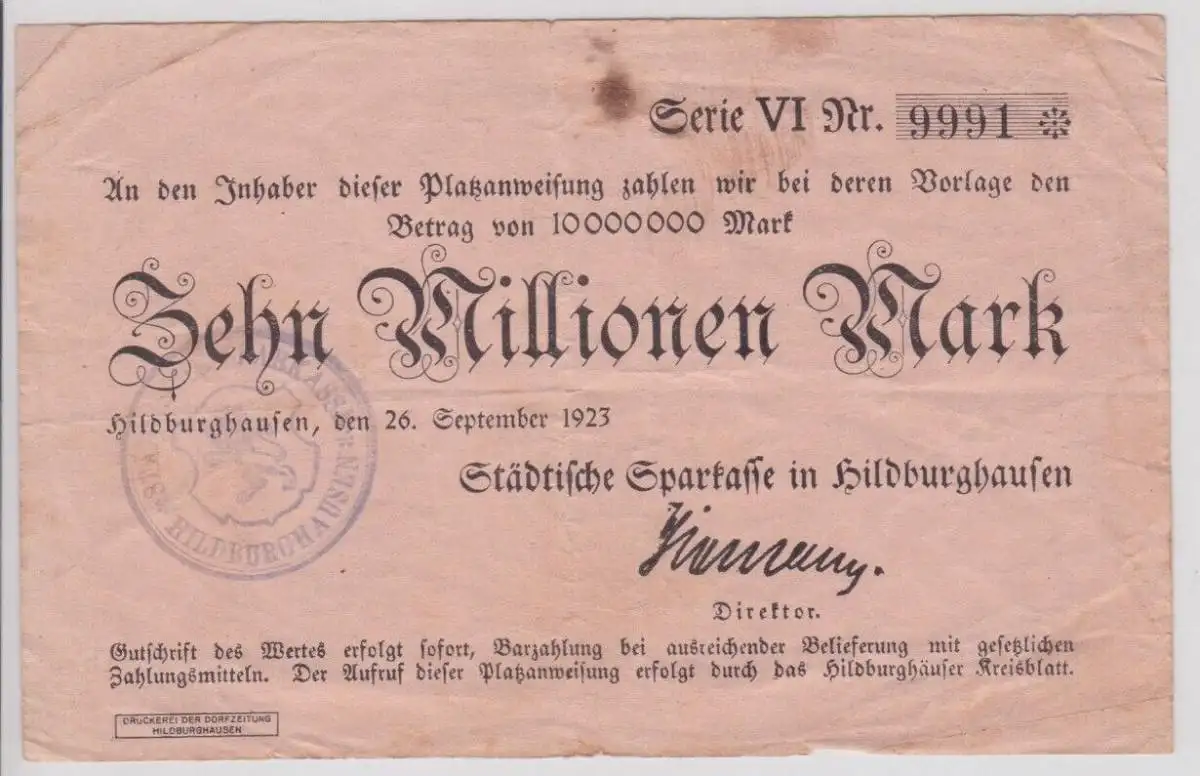 Serie VI Nr. 9991 *
An den Inhaber dieser Platzanweisung zahlen wir bei deren Vorlage den
Betrag von 10000000 Mark
Zehn Millionen Mark
Hildburghausen, den 26. September 1923
Städtische Sparkasse in Hildburghausen
Direktor.
Gutschrift des Wertes erfolgt sofort, Barzahlung bei ausreichender Belieferung mit gesetzlichen
Zahlungsmitteln. Der Aufruf dieser Platzanweisung erfolgt durch das Hildburghäuser Kreisblatt.
DRUCKEREI DER DORFZEITUNG
HILDBURGHAUSEN
HILDBURGHAUSEN